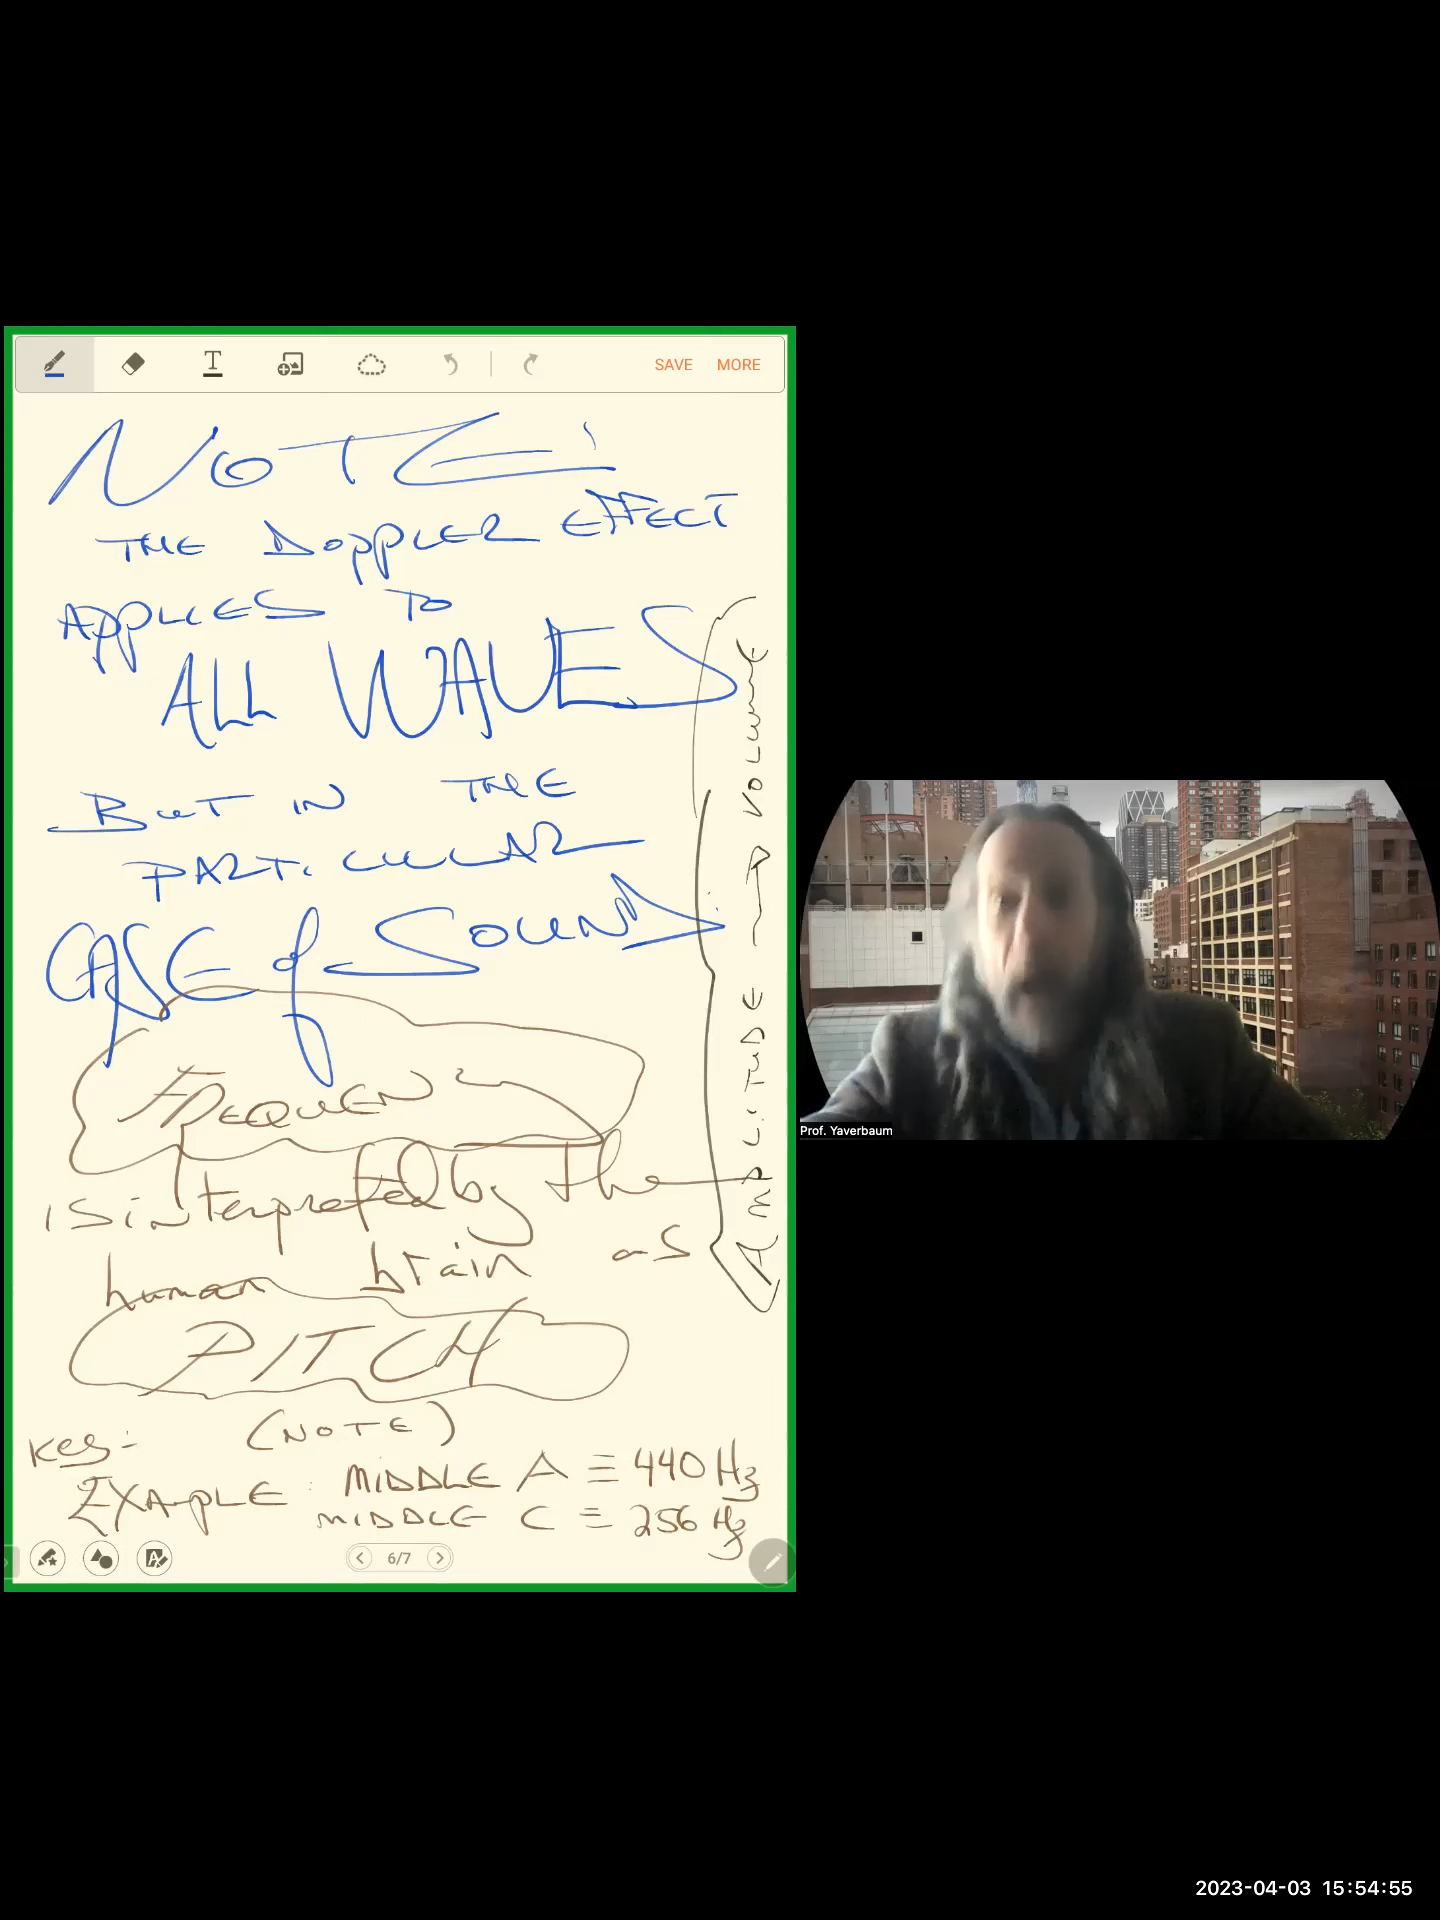 SAVE MORE
NOTE:
THE DOPPLER EFFECT
APPLIES TO
ALL WAVES
BUT IN THE
PARTICULAR
CASE of SOUND
FREQUENCY
is interpreted by the
human brain as
PITCH
(NOTE)
Key:
EXAMPLE: MIDDLE A ≡ 440 Hz
MIDDLE C ≡ 256 Hz
(AMPLITUDE → VOLUME
6/7
Prof. Yaverbaum
2023-04-03 15:54:55